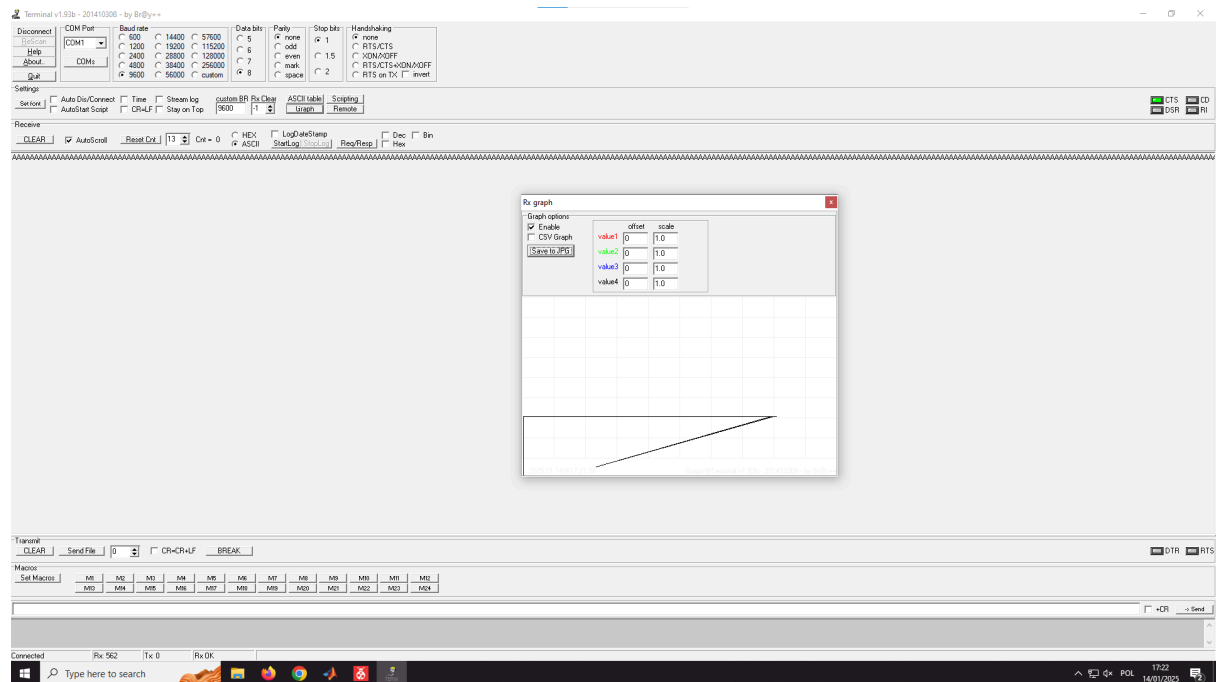 Terminal v1.93b - 20141030ß - by Br@y++
Disconnect
ReScan
Help
About..
Quit
COM Port
COM1
COMs
Baud rate
600 14400 57600
1200 19200 115200
2400 28800 128000
4800 38400 256000
9600 56000 custom
Data bits
5
6
7
8
Parity
none
odd
even
mark
space
Stop bits
1
1.5
2
Handshaking
none
RTS/CTS
XON/XOFF
RTS/CTS+XON/XOFF
RTS on TX invert
Settings
Set font
Auto Dis/Connect Time Stream log custom BR Rx Clear ASCII table Scripting
AutoStart Script CR=LF Stay on Top 9600 -1 Graph Remote
CTS CD
DSR RI
Receive
CLEAR AutoScroll Reset Cnt 13 Cnt = 0
HEX
ASCII
LogDateStamp
StartLog StopLog Req/Resp
Dec Bin
Hex
Rx graph
Graph options
Enable
CSV Graph
Save to JPG
offset scale
value1 0 1.0
value2 0 1.0
value3 0 1.0
value4 0 1.0
Transmit
CLEAR Send File 0 CR=CR+LF BREAK
DTR RTS
Macros
Set Macros
M1 M2 M3 M4 M5 M6 M7 M8 M9 M10 M11 M12
M13 M14 M15 M16 M17 M18 M19 M20 M21 M22 M23 M24
+CR -> Send
Connected Rx: 562 Tx: 0 Rx OK
Type here to search
POL
17:22
14/01/2025
2